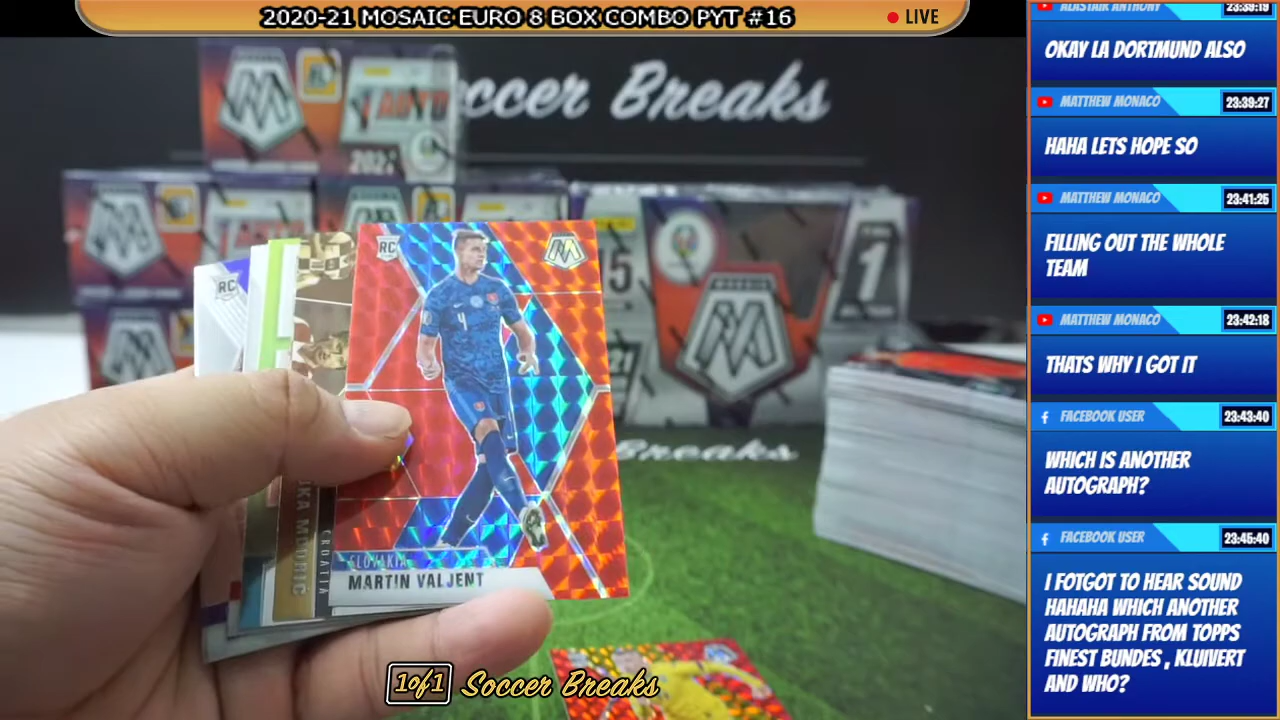 2020-21 MOSAIC EURO 8 BOX COMBO PYT #16
LIVE
Soccer Breaks
RC
4
SLOVAKIA
MARTIN VALJENT
CROATIA
RC
1
Breaks
1of1 Soccer Breaks
ALASTAIR ANTHONY 23:39:19
OKAY LA DORTMUND ALSO
MATTHEW MONACO 23:39:27
HAHA LETS HOPE SO
MATTHEW MONACO 23:41:25
FILLING OUT THE WHOLE
TEAM
MATTHEW MONACO 23:42:18
THATS WHY I GOT IT
FACEBOOK USER 23:43:40
WHICH IS ANOTHER
AUTOGRAPH?
FACEBOOK USER 23:45:40
I FOTGOT TO HEAR SOUND
HAHAHA WHICH ANOTHER
AUTOGRAPH FROM TOPPS
FINEST BUNDES , KLUIVERT
AND WHO?